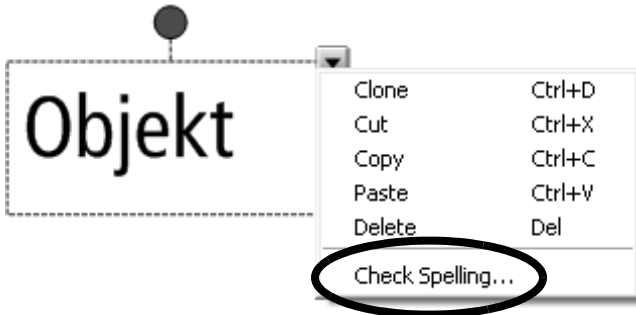 Objekt
Clone Ctrl+D
Cut Ctrl+X
Copy Ctrl+C
Paste Ctrl+V
Delete Del
Check Spelling...